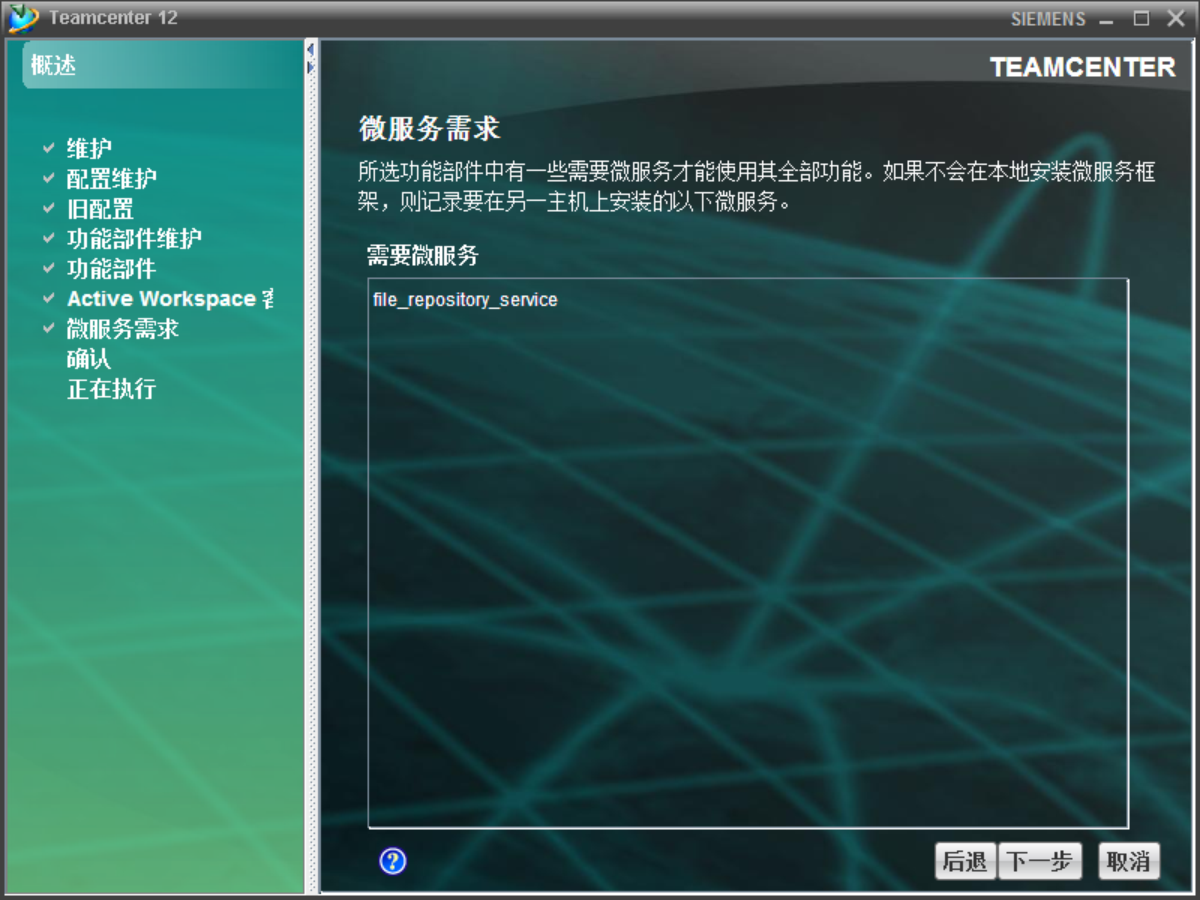 Teamcenter 12
SIEMENS
概述
维护
配置维护
旧配置
功能部件维护
功能部件
Active Workspace
微服务需求
确认
正在执行
TEAMCENTER
微服务需求
所选功能部件中有一些需要微服务才能使用其全部功能。如果不会在本地安装微服务框
架，则记录要在另一主机上安装的以下微服务。
需要微服务
file_repository_service
?
后退
下一步
取消